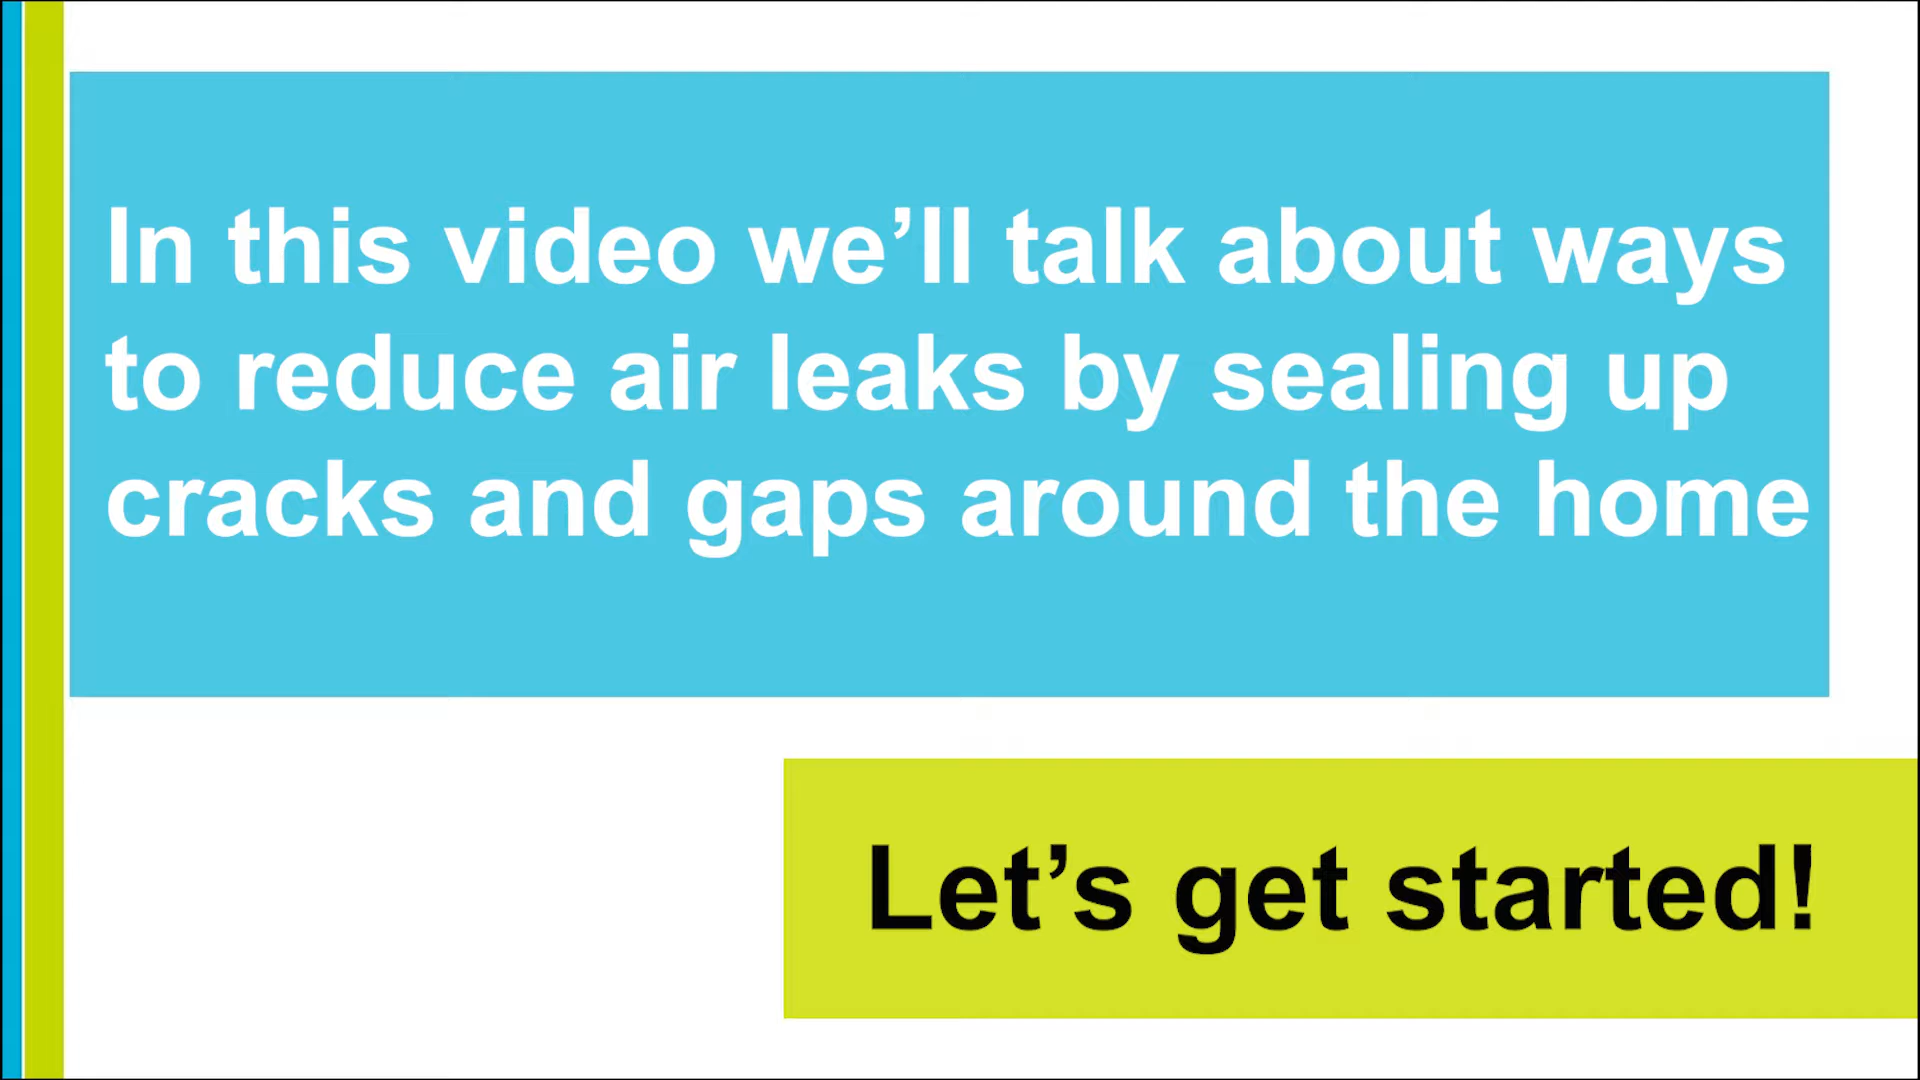 In this video we’ll talk about ways
to reduce air leaks by sealing up
cracks and gaps around the home
Let’s get started!